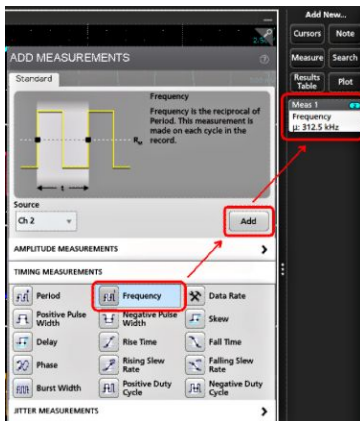 Add New...
Cursors
Note
ADD MEASUREMENTS
Measure
Search
Standard
Results
Table
Plot
Frequency
Frequency is the reciprocal of
Period. This measurement is
made on each cycle in the
record.
t
Meas 1
Frequency
µ: 312.5 kHz
Source
Ch 2
Add
AMPLITUDE MEASUREMENTS
TIMING MEASUREMENTS
Period
Frequency
Data Rate
Positive Pulse
Width
Negative Pulse
Width
Skew
Delay
Rise Time
Fall Time
Phase
Rising Slew
Rate
Falling Slew
Rate
Burst Width
Positive Duty
Cycle
Negative Duty
Cycle
JITTER MEASUREMENTS